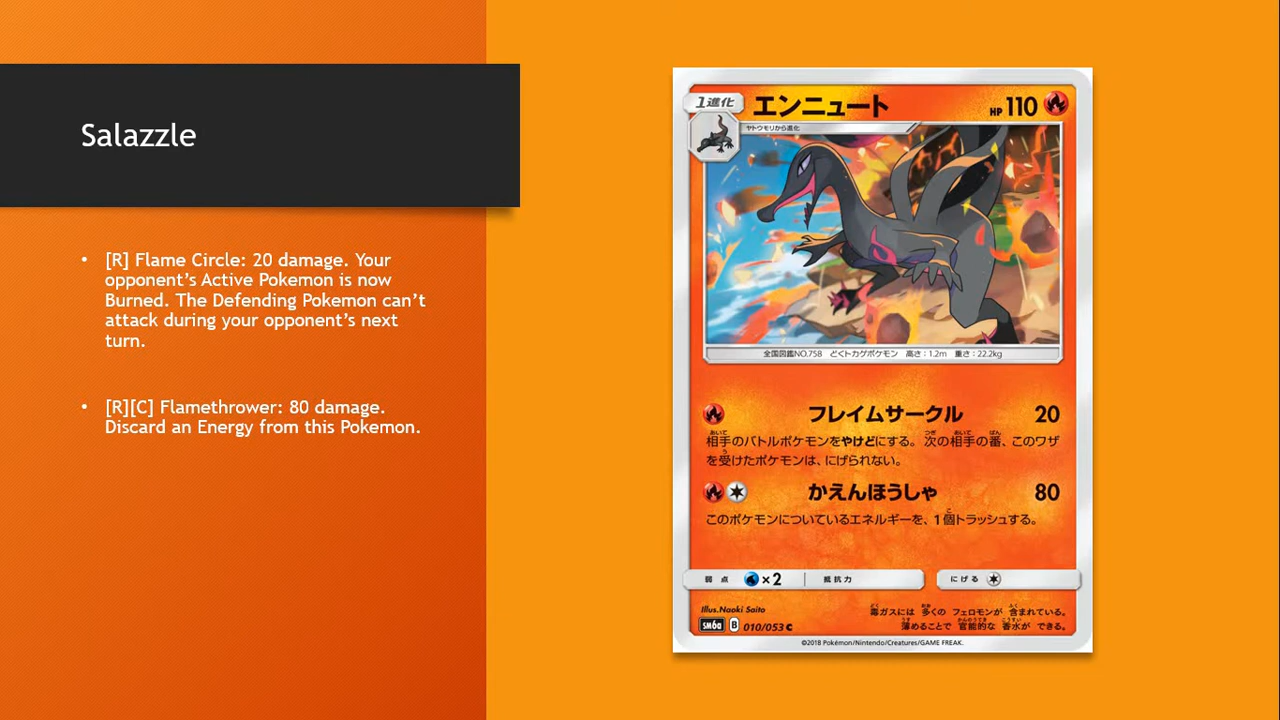 Salazzle
• [R] Flame Circle: 20 damage. Your
opponent’s Active Pokemon is now
Burned. The Defending Pokemon can’t
attack during your opponent’s next
turn.
• [R][C] Flamethrower: 80 damage.
Discard an Energy from this Pokemon.
1進化 エンニュート HP 110
ヤトウモリから進化
全国図鑑NO.758 どくトカゲポケモン 高さ：1.2m 重さ：22.2kg
フレイムサークル 20
相手のバトルポケモンをやけどにする。次の相手の番、このワザ
を受けたポケモンは、にげられない。
かえんほうしゃ 80
このポケモンについているエネルギーを、1個トラッシュする。
弱点 ×2 抵抗力 にげる
Illus.Naoki Saito
SM6a B 010/053 C
毒ガスには 多くの フェロモンが 含まれている。
薄めることで 官能的な 香水が できる。
©2018 Pokémon/Nintendo/Creatures/GAME FREAK.